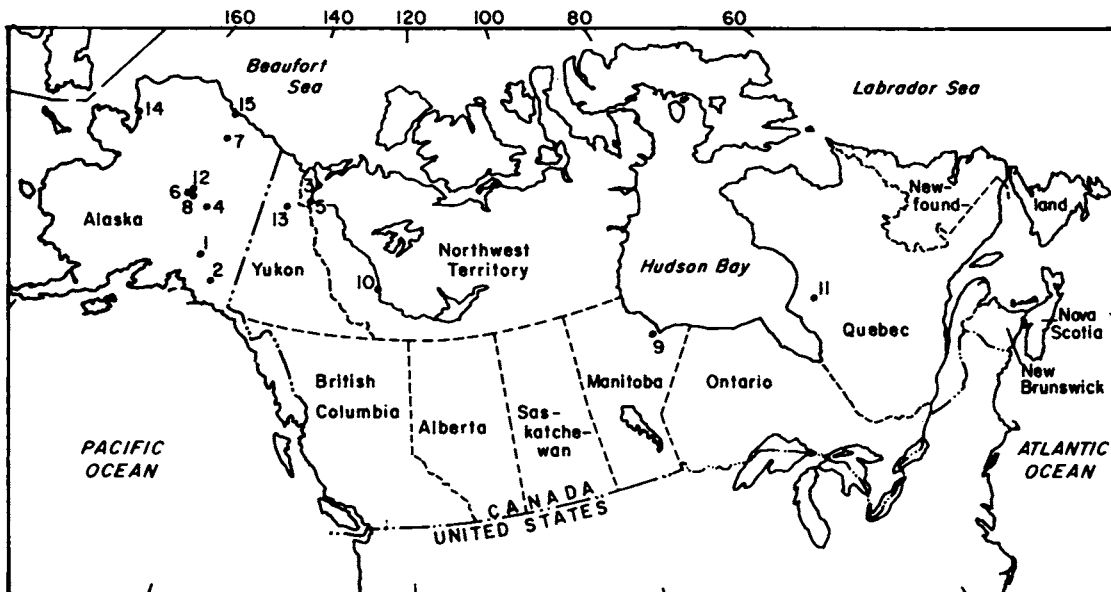 160 140 120 100 80 60
Beaufort
Sea
Labrador Sea
14
15
7
12
6
8
4
3
13
5
Alaska
1
2
Yukon
10
Northwest
Territory
Hudson Bay
11
New-
found-
land
Quebec
9
Nova
Scotia
New
Brunswick
British
Columbia
Alberta
Sas-
katche-
wan
Manitoba
Ontario
PACIFIC
OCEAN
ATLANTIC
OCEAN
CANADA
UNITED STATES